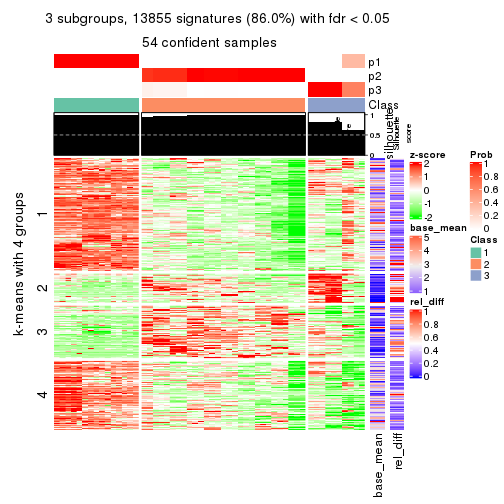 3 subgroups, 13855 signatures (86.0%) with fdr < 0.05
54 confident samples
p1
p2
p3
Class
1
0.5
0
silhouette
Silhouette
score
k-means with 4 groups
1
2
3
4
base_mean
rel_diff
z-score
2
1
0
-1
-2
base_mean
5
4
3
2
1
rel_diff
1
0.8
0.6
0.4
0.2
0
Prob
1
0.8
0.6
0.4
0.2
0
Class
1
2
3